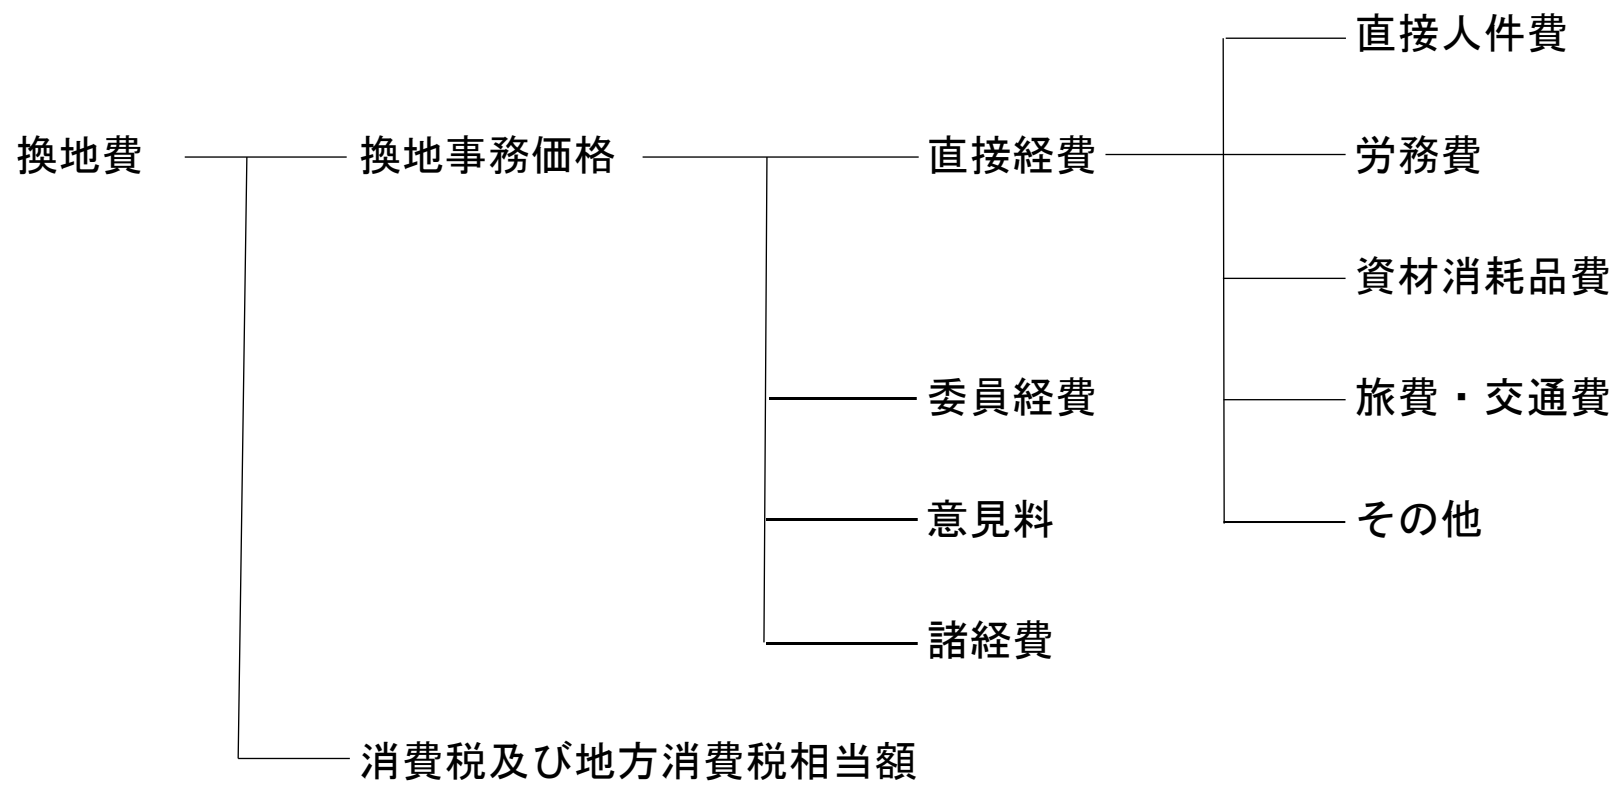 直接人件費
換地費 換地事務価格 直接経費 労務費
資材消耗品費
委員経費 旅費・交通費
意見料 その他
諸経費
消費税及び地方消費税相当額